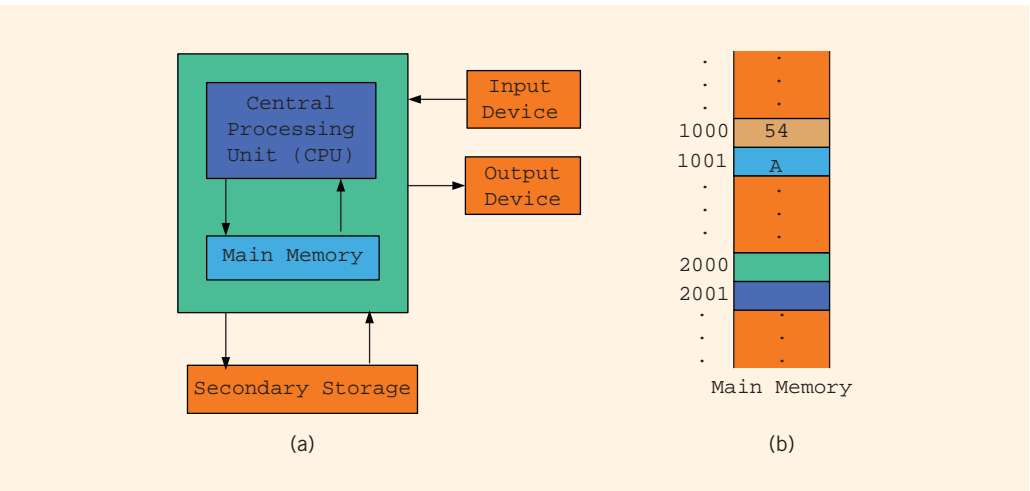 Central
Processing
Unit (CPU)
Main Memory
Input
Device
Output
Device
Secondary Storage
(a)
1000 54
1001 A
2000
2001
Main Memory
(b)